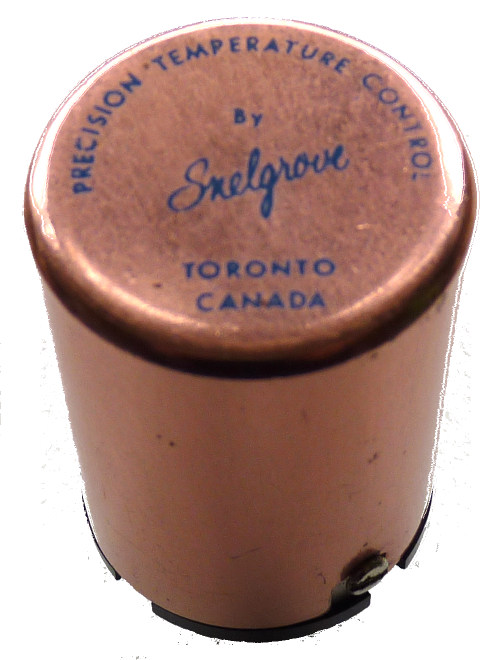 PRECISION TEMPERATURE CONTROL
By
Snelgrove
TORONTO
CANADA